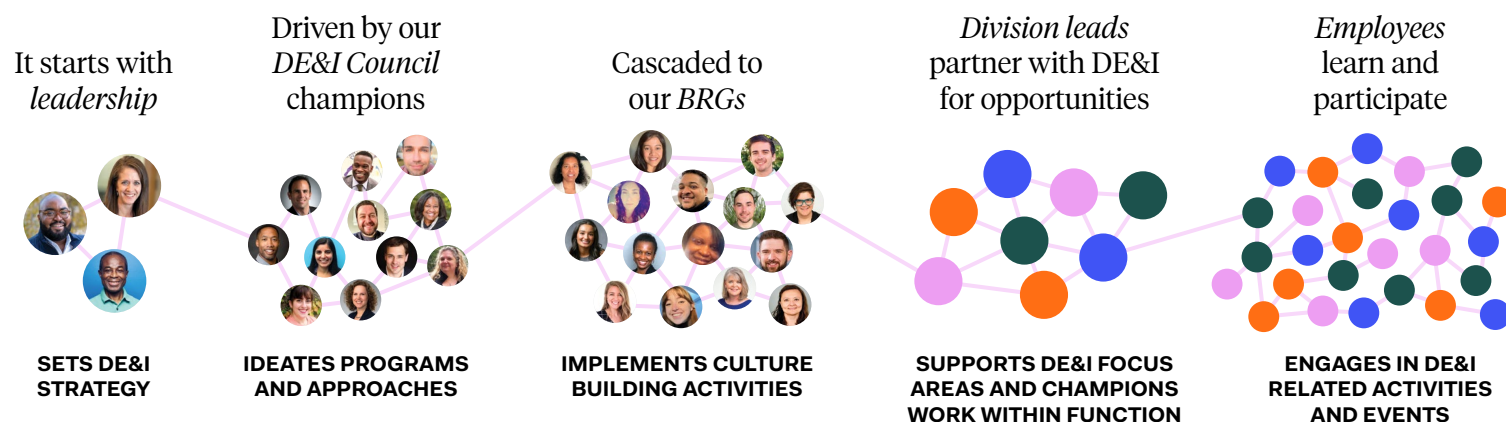 It starts with
leadership
SETS DE&I
STRATEGY
Driven by our
DE&I Council
champions
IDEATES PROGRAMS
AND APPROACHES
Cascaded to
our BRGs
IMPLEMENTS CULTURE
BUILDING ACTIVITIES
Division leads
partner with DE&I
for opportunities
SUPPORTS DE&I FOCUS
AREAS AND CHAMPIONS
WORK WITHIN FUNCTION
Employees
learn and
participate
ENGAGES IN DE&I
RELATED ACTIVITIES
AND EVENTS